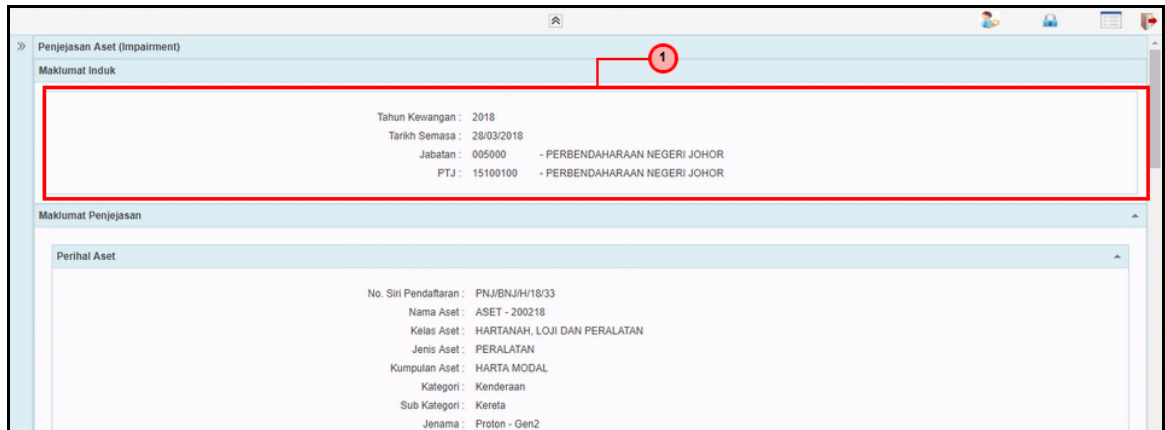 Penjejasan Aset (Impairment)
1
Maklumat Induk
Tahun Kewangan : 2018
Tarikh Semasa : 28/03/2018
Jabatan : 005000 - PERBENDAHARAAN NEGERI JOHOR
PTJ : 15100100 - PERBENDAHARAAN NEGERI JOHOR
Maklumat Penjejasan
Perihal Aset
No. Siri Pendaftaran : PNJ/BNJ/H/18/33
Nama Aset : ASET - 200218
Kelas Aset : HARTANAH, LOJI DAN PERALATAN
Jenis Aset : PERALATAN
Kumpulan Aset : HARTA MODAL
Kategori : Kenderaan
Sub Kategori : Kereta
Jenama : Proton - Gen2